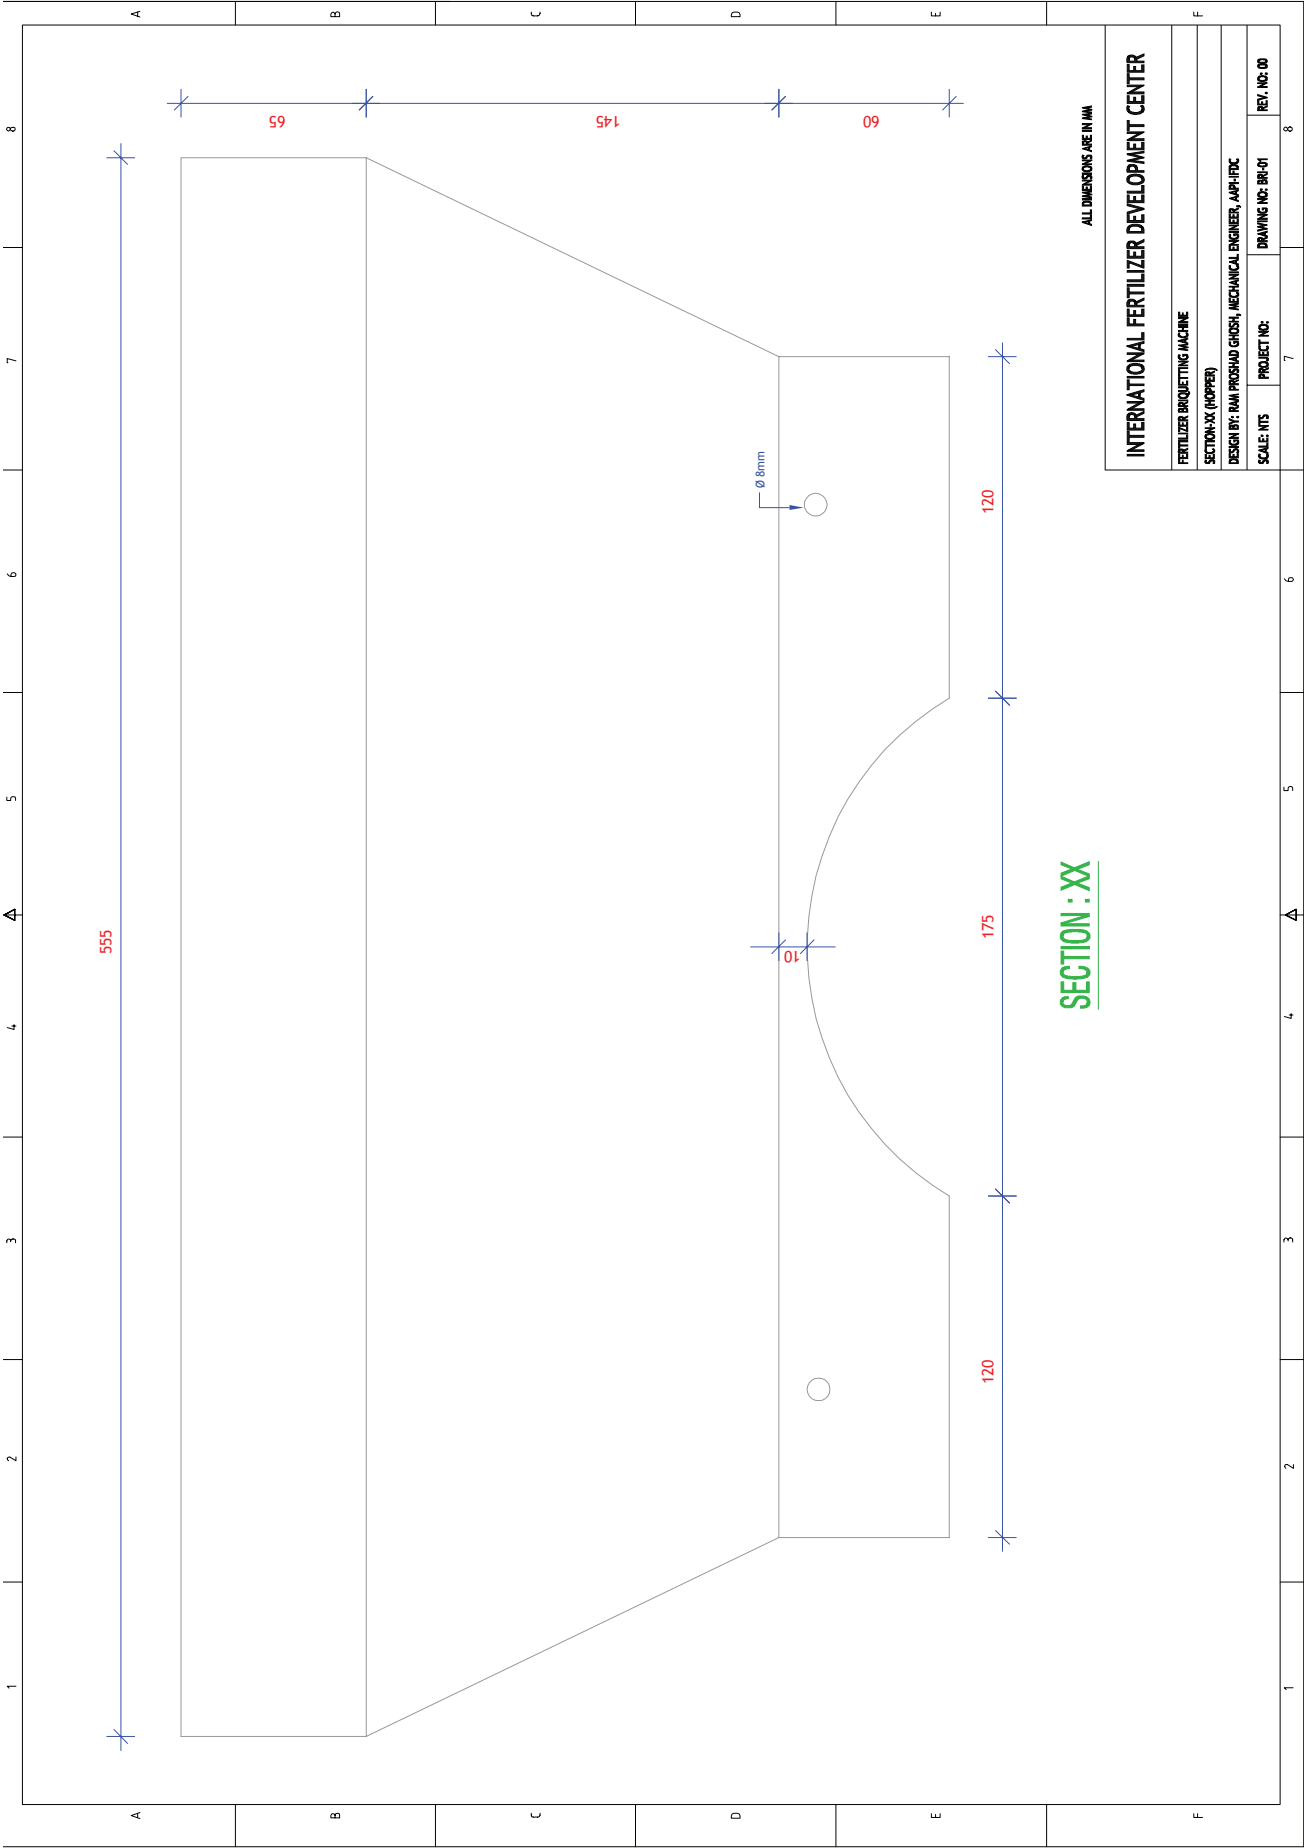 A B C D E F
8 7 6 5 4 3 2 1
555
65
145
60
Ø 8mm
10
120
175
120
SECTION : XX
ALL DIMENSIONS ARE IN MM
INTERNATIONAL FERTILIZER DEVELOPMENT CENTER
FERTILIZER BRIQUETTING MACHINE
SECTION-XX (HOPPER)
DESIGN BY: RAM PROSHAD GHOSH, MECHANICAL ENGINEER, AAPI-IFDC
SCALE: NTS PROJECT NO: DRAWING NO: BRI-01 REV. NO: 00
8 7 6 5 4 3 2 1
A B C D E F